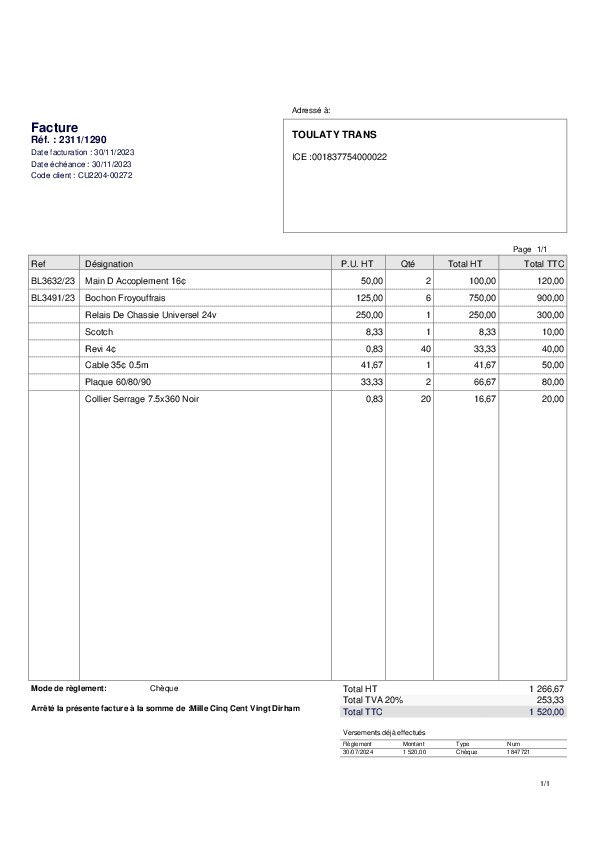 Adressé à:
Facture
Réf. : 2311/1290
Date facturation : 30/11/2023
Date échéance : 30/11/2023
Code client : CU2204-00272
TOULATY TRANS
ICE :001837754000022
Page 1/1
Ref Désignation P.U. HT Qté Total HT Total TTC
BL3632/23 Main D Accoplement 16¢ 50,00 2 100,00 120,00
BL3491/23 Bochon Froyouffrais 125,00 6 750,00 900,00
Relais De Chassie Universel 24v 250,00 1 250,00 300,00
Scotch 8,33 1 8,33 10,00
Revi 4¢ 0,83 40 33,33 40,00
Cable 35¢ 0.5m 41,67 1 41,67 50,00
Plaque 60/80/90 33,33 2 66,67 80,00
Collier Serrage 7.5x360 Noir 0,83 20 16,67 20,00
Mode de règlement: Chèque
Arrêté la présente facture à la somme de :Mille Cinq Cent Vingt Dirham
Total HT 1 266,67
Total TVA 20% 253,33
Total TTC 1 520,00
Versements déjà effectués
Règlement Montant Type Num
30/07/2024 1 520,00 Chèque 1847721
1/1